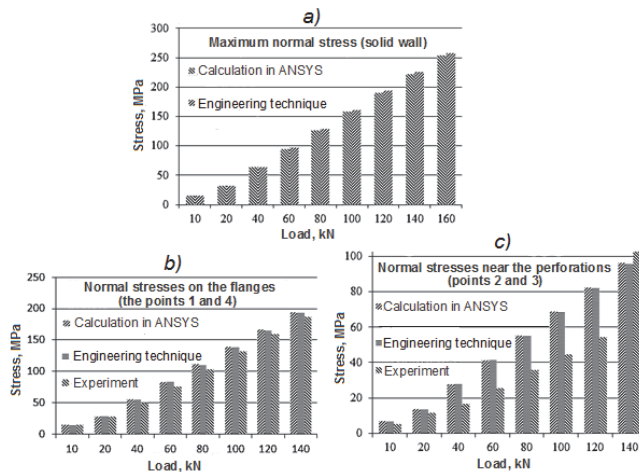 a)
Maximum normal stress (solid wall)
Calculation in ANSYS
Engineering technique
Stress, MPa
300
250
200
150
100
50
0
10 20 40 60 80 100 120 140 160
Load, kN
b)
Normal stresses on the flanges
(the points 1 and 4)
Calculation in ANSYS
Engineering technique
Experiment
Stress, MPa
250
200
150
100
50
0
10 20 40 60 80 100 120 140
Load, kN
c)
Normal stresses near the perforations
(points 2 and 3)
Calculation in ANSYS
Engineering technique
Experiment
Stress, MPa
100
80
60
40
20
0
10 20 40 60 80 100 120 140
Load, kN